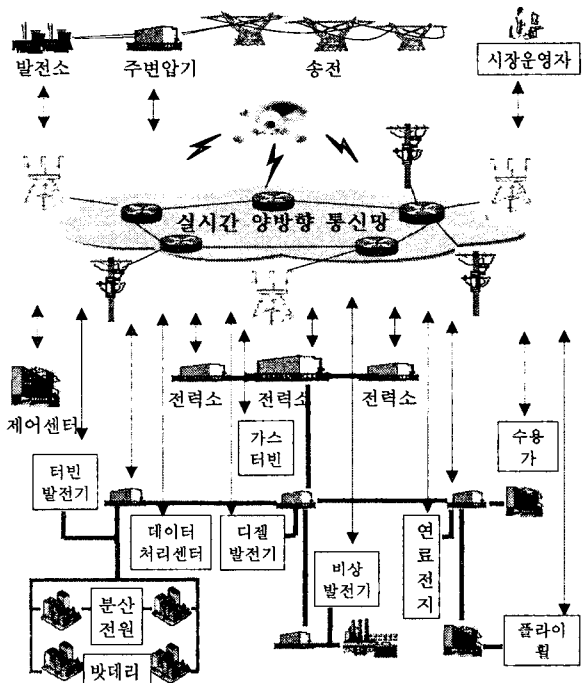 발전소
주변압기
송전
시장운영자
실시간 양방향 통신망
전력소
전력소
전력소
제어센터
가스
터빈
수용
가
터빈
발전기
데이터
처리센터
디젤
발전기
연
료
전
지
비상
발전기
분산
전원
밧데리
플라이
휠